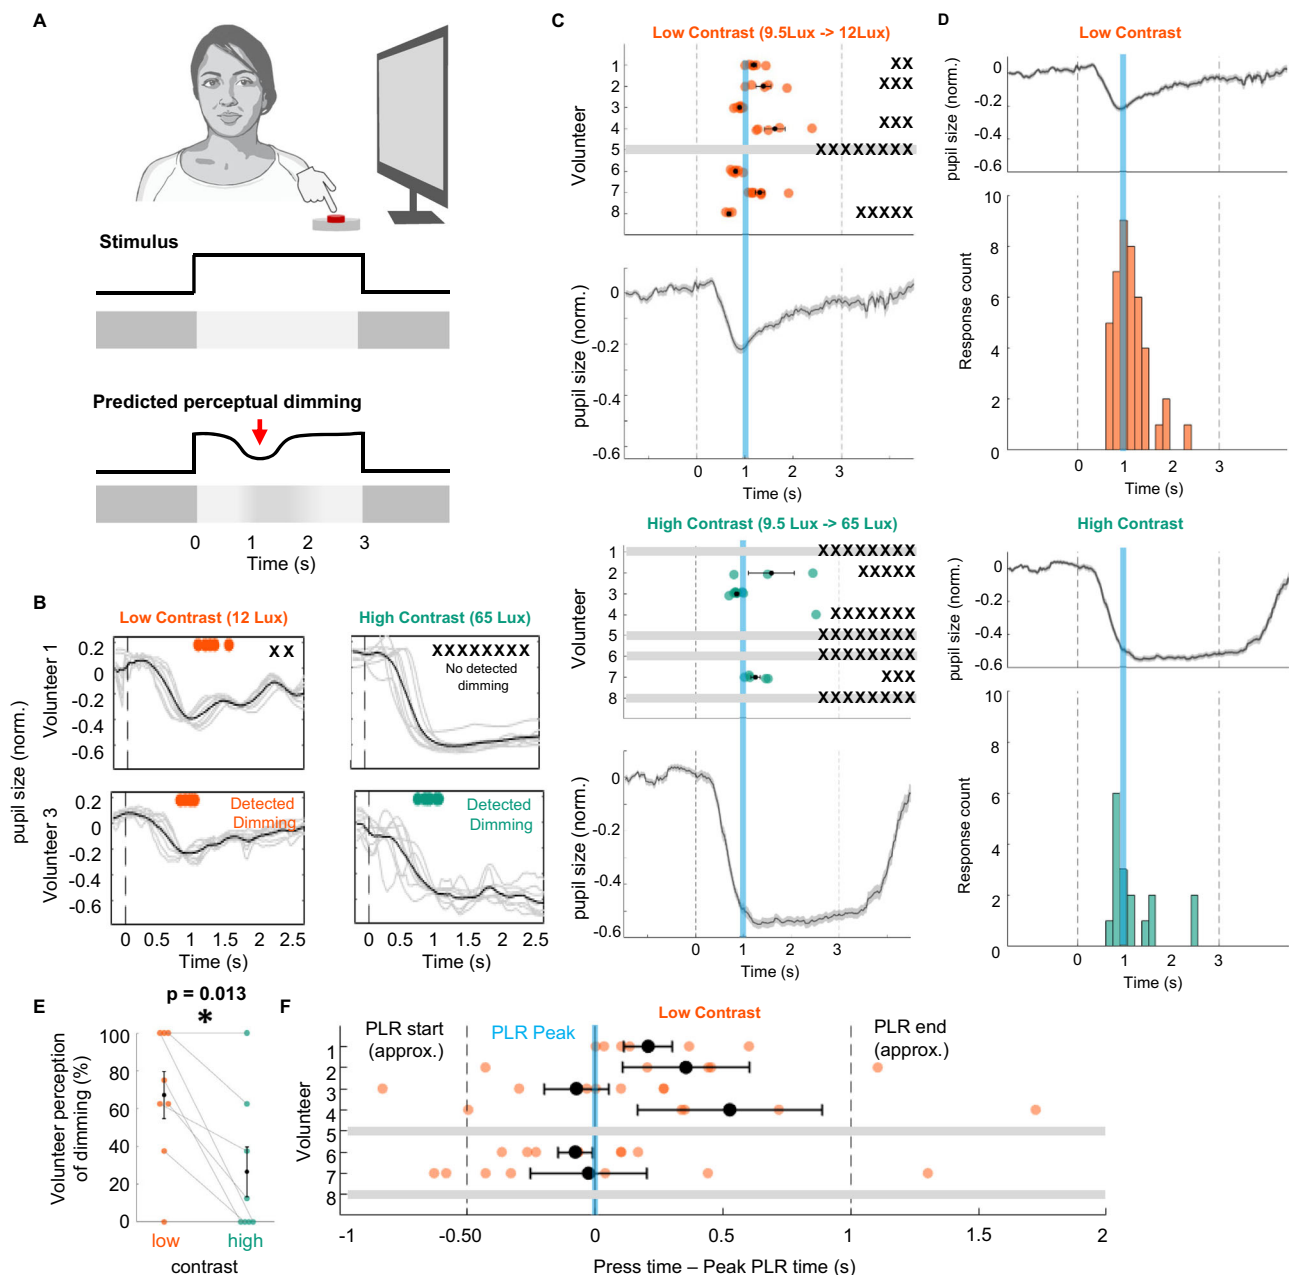 A
Stimulus
Predicted perceptual dimming
0 1 2 3
Time (s)
B
Low Contrast (12 Lux)
High Contrast (65 Lux)
pupil size (norm.)
Volunteer 1
0.2
0
-0.2
-0.4
-0.6
X X
XXXXXXXX
No detected
dimming
Volunteer 3
0.2
0
-0.2
-0.4
-0.6
Detected
Dimming
Detected
Dimming
0 0.5 1 1.5 2 2.5
Time (s)
0 0.5 1 1.5 2 2.5
Time (s)
C
Low Contrast (9.5Lux -> 12Lux)
Volunteer
1 XX
2 XXX
3
4 XXX
5 XXXXXXXX
6
7
8 XXXXX
pupil size (norm.)
0
-0.2
-0.4
-0.6
0 1 2 3
Time (s)
High Contrast (9.5 Lux -> 65 Lux)
Volunteer
1 XXXXXXXX
2 XXXXX
3
4 XXXXXXX
5 XXXXXXXX
6 XXXXXXXX
7 XXX
8 XXXXXXXX
pupil size (norm.)
0
-0.2
-0.4
-0.6
0 1 2 3
Time (s)
D
Low Contrast
pupil size (norm.)
0
-0.2
-0.4
-0.6
Response count
10
8
6
4
2
0
0 1 2 3
Time (s)
High Contrast
pupil size (norm.)
0
-0.2
-0.4
-0.6
Response count
10
8
6
4
2
0
0 1 2 3
Time (s)
E
p = 0.013
*
Volunteer perception
of dimming (%)
100
80
60
40
20
0
low high
contrast
F
Low Contrast
PLR start
(approx.)
PLR Peak
PLR end
(approx.)
Volunteer
1
2
3
4
5
6
7
8
-1 -0.50 0 0.5 1 1.5 2
Press time – Peak PLR time (s)